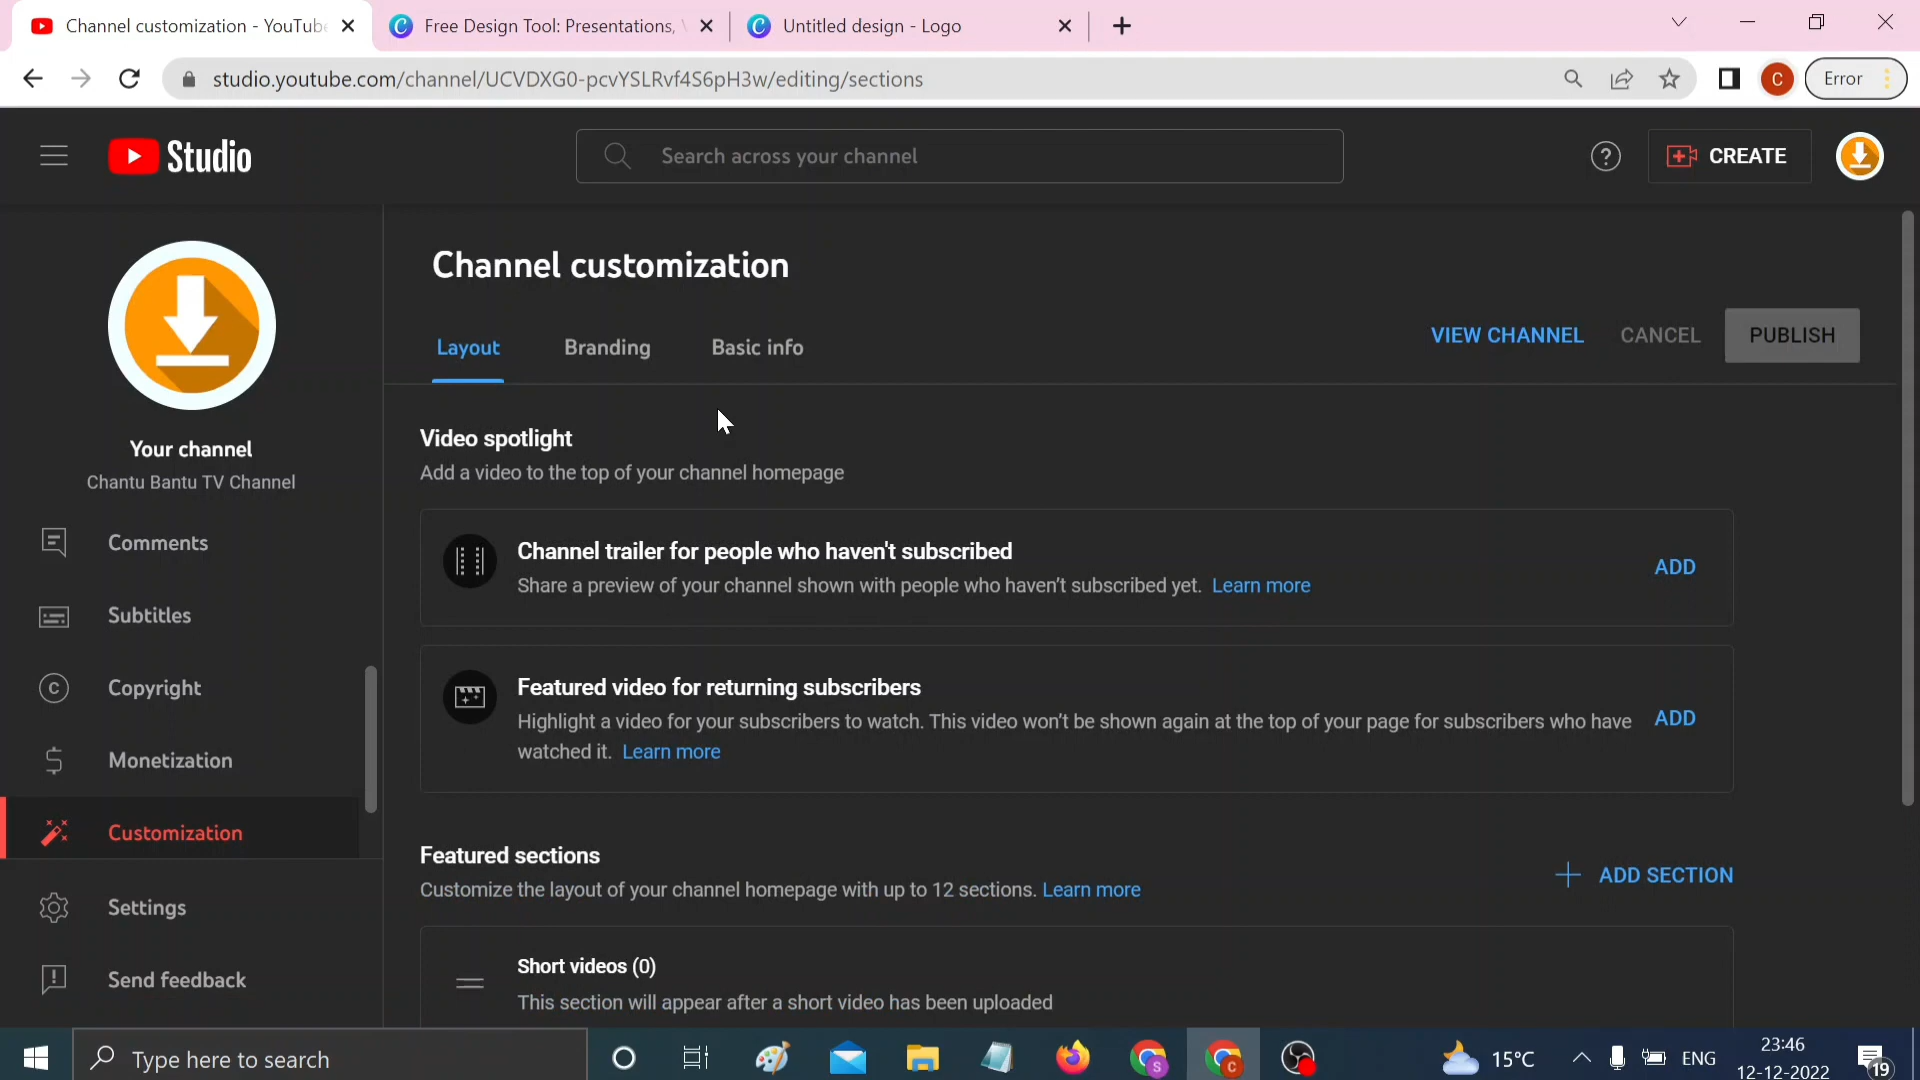 Channel customization - YouTube
Free Design Tool: Presentations,
Untitled design - Logo
studio.youtube.com/channel/UCVDXG0-pcvYSLRvf4S6pH3w/editing/sections
C
Error
Studio
Search across your channel
?
CREATE
Channel customization
Layout
Branding
Basic info
VIEW CHANNEL
CANCEL
PUBLISH
Your channel
Chantu Bantu TV Channel
Comments
Subtitles
Copyright
Monetization
Customization
Settings
Send feedback
Video spotlight
Add a video to the top of your channel homepage
Channel trailer for people who haven't subscribed
Share a preview of your channel shown with people who haven't subscribed yet. Learn more
ADD
Featured video for returning subscribers
Highlight a video for your subscribers to watch. This video won't be shown again at the top of your page for subscribers who have
watched it. Learn more
ADD
Featured sections
Customize the layout of your channel homepage with up to 12 sections. Learn more
ADD SECTION
Short videos (0)
This section will appear after a short video has been uploaded
Type here to search
S
C
15°C
ENG
23:46
12-12-2022
19